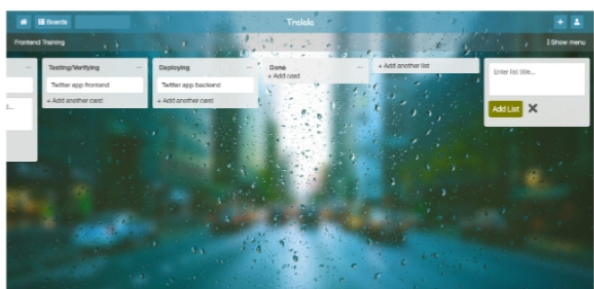 Boards
Tralala
Frontend Training
Show menu
Testing/Verifying
Twitter app frontend
+ Add another card
Deploying
Twitter app backend
+ Add another card
Done
+ Add card
+ Add another list
Enter list title...
Add List